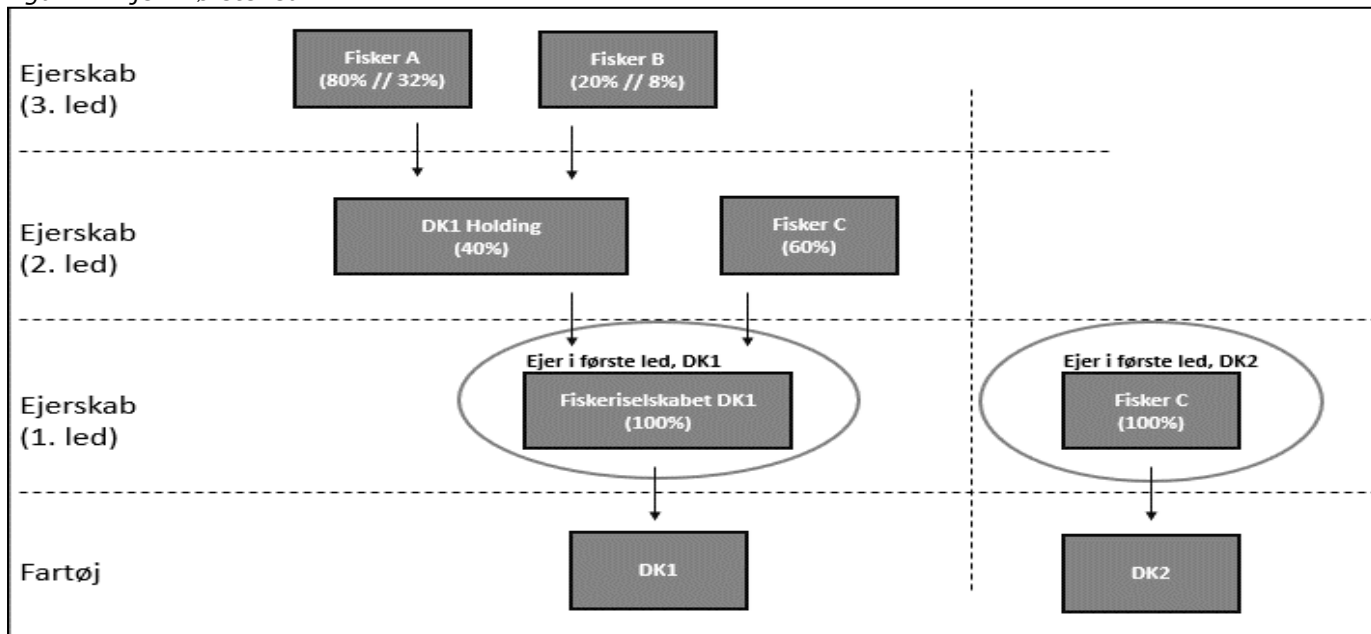 Ejerskab
(3. led)
Fisker A
(80% // 32%)
Fisker B
(20% // 8%)
Ejerskab
(2. led)
DK1 Holding
(40%)
Fisker C
(60%)
Ejerskab
(1. led)
Ejer i første led, DK1
Fiskeriselskabet DK1
(100%)
Ejer i første led, DK2
Fisker C
(100%)
Fartøj
DK1
DK2